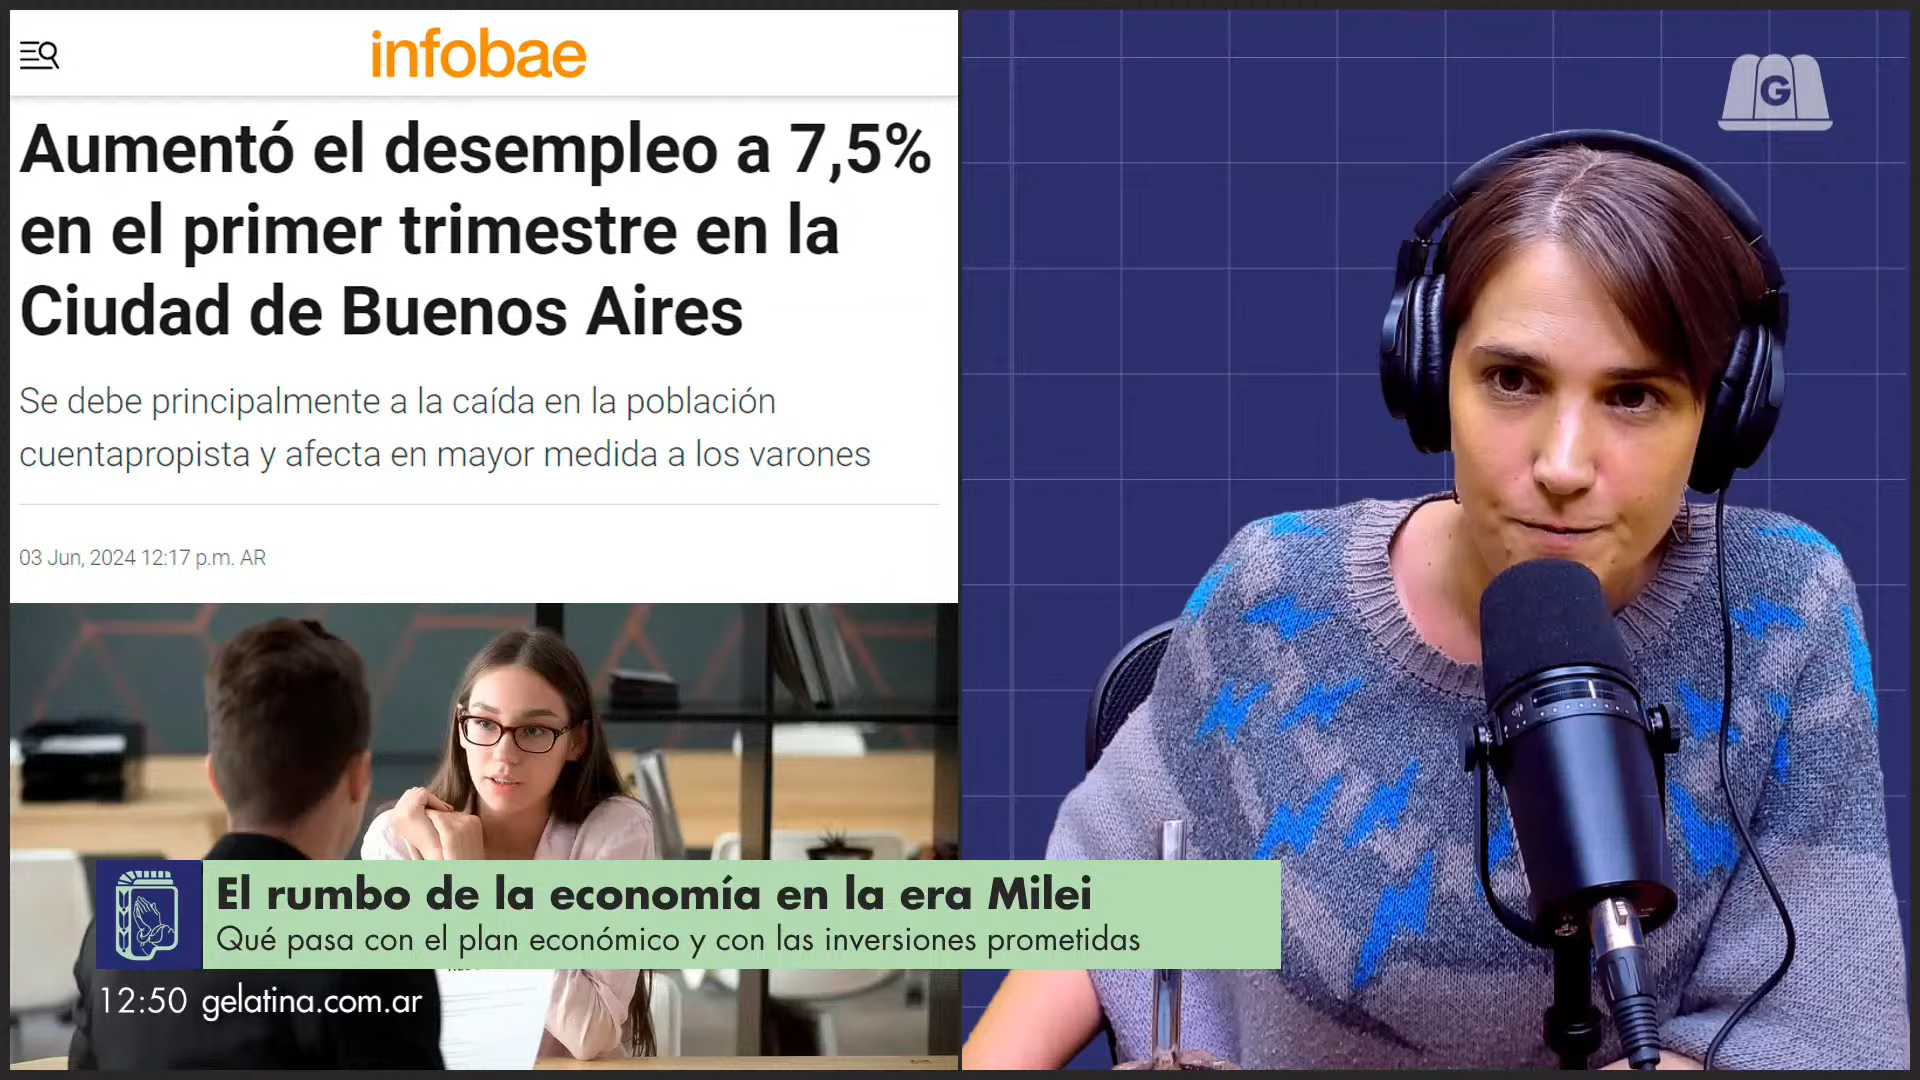 infobae
Aumentó el desempleo a 7,5%
en el primer trimestre en la
Ciudad de Buenos Aires
Se debe principalmente a la caída en la población
cuentapropista y afecta en mayor medida a los varones
03 Jun, 2024 12:17 p.m. AR
G
El rumbo de la economía en la era Milei
Qué pasa con el plan económico y con las inversiones prometidas
12:50 gelatina.com.ar